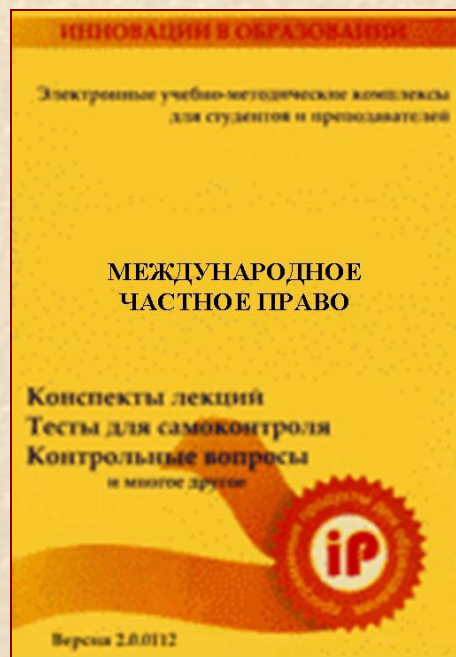 ИННОВАЦИИ В ОБРАЗОВАНИИ
Электронные учебно-методические комплексы
для студентов и преподавателей
МЕЖДУНАРОДНОЕ
ЧАСТНОЕ ПРАВО
Конспекты лекций
Тесты для самоконтроля
Контрольные вопросы
и многое другое
iP
Версия 2.0.0112